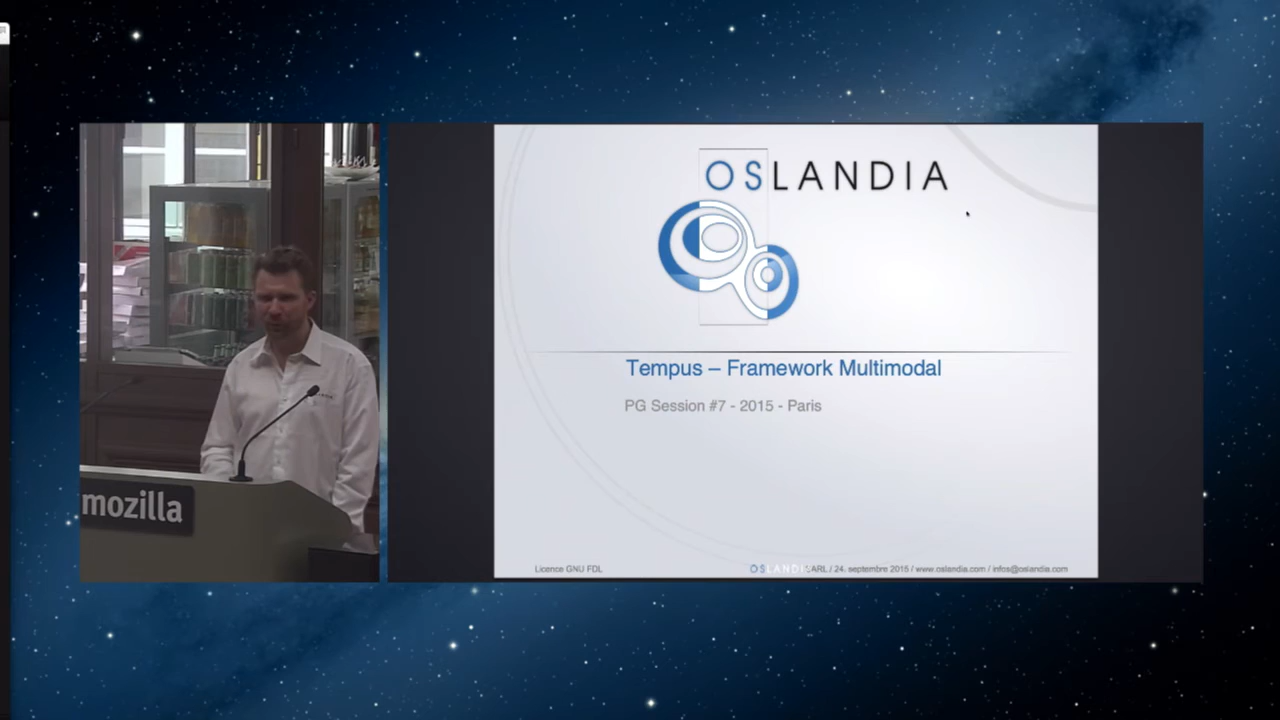 OSLANDIA
Tempus – Framework Multimodal
PG Session #7 - 2015 - Paris
mozilla
Licence GNU FDL
OSLANDIA SARL / 24. septembre 2015 / www.oslandia.com / infos@oslandia.com